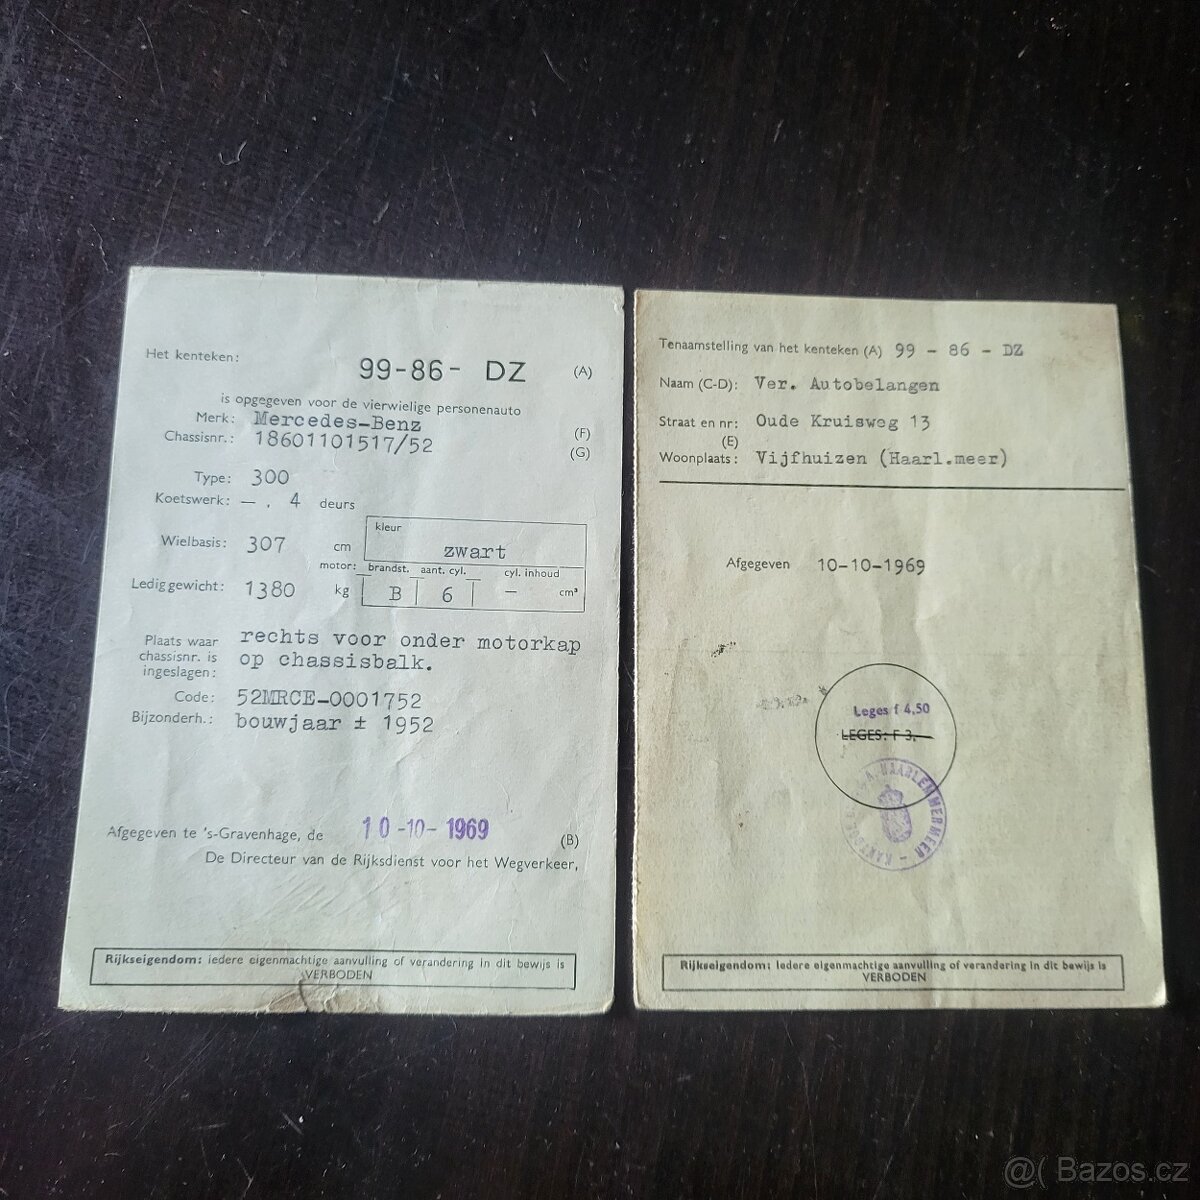 Het kenteken: 99-86- DZ (A)
is opgegeven voor de vierwielige personenauto
Merk: Mercedes-Benz (F)
Chassisnr.: 18601101517/52 (G)
Type: 300
Koetswerk: — , 4 deurs
Wielbasis: 307 cm
kleur
zwart
motor: brandst. aant. cyl. cyl. inhoud
Ledig gewicht: 1380 kg B 6 — cm³
Plaats waar chassisnr. is ingeslagen: rechts voor onder motorkap
op chassisbalk.
Code: 52MRCE-0001752
Bijzonderh.: bouwjaar ± 1952
Afgegeven te 's-Gravenhage, de 10-10-1969 (B)
De Directeur van de Rijksdienst voor het Wegverkeer,
Rijkseigendom: iedere eigenmachtige aanvulling of verandering in dit bewijs is
VERBODEN
Tenaamstelling van het kenteken (A) 99 - 86 - DZ
Naam (C-D): Ver. Autobelangen
Straat en nr: Oude Kruisweg 13
(E)
Woonplaats: Vijfhuizen (Haarl.meer)
Afgegeven 10-10-1969
Leges f 4,50
LEGES: F 3,—
HAARLEMMERMEER
Rijkseigendom: iedere eigenmachtige aanvulling of verandering in dit bewijs is
VERBODEN
@( Bazos.cz